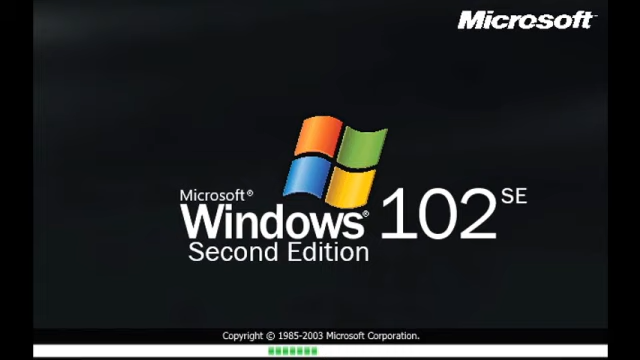 Microsoft
Microsoft®
Windows® 102 SE
Second Edition
Copyright © 1985-2003 Microsoft Corporation.